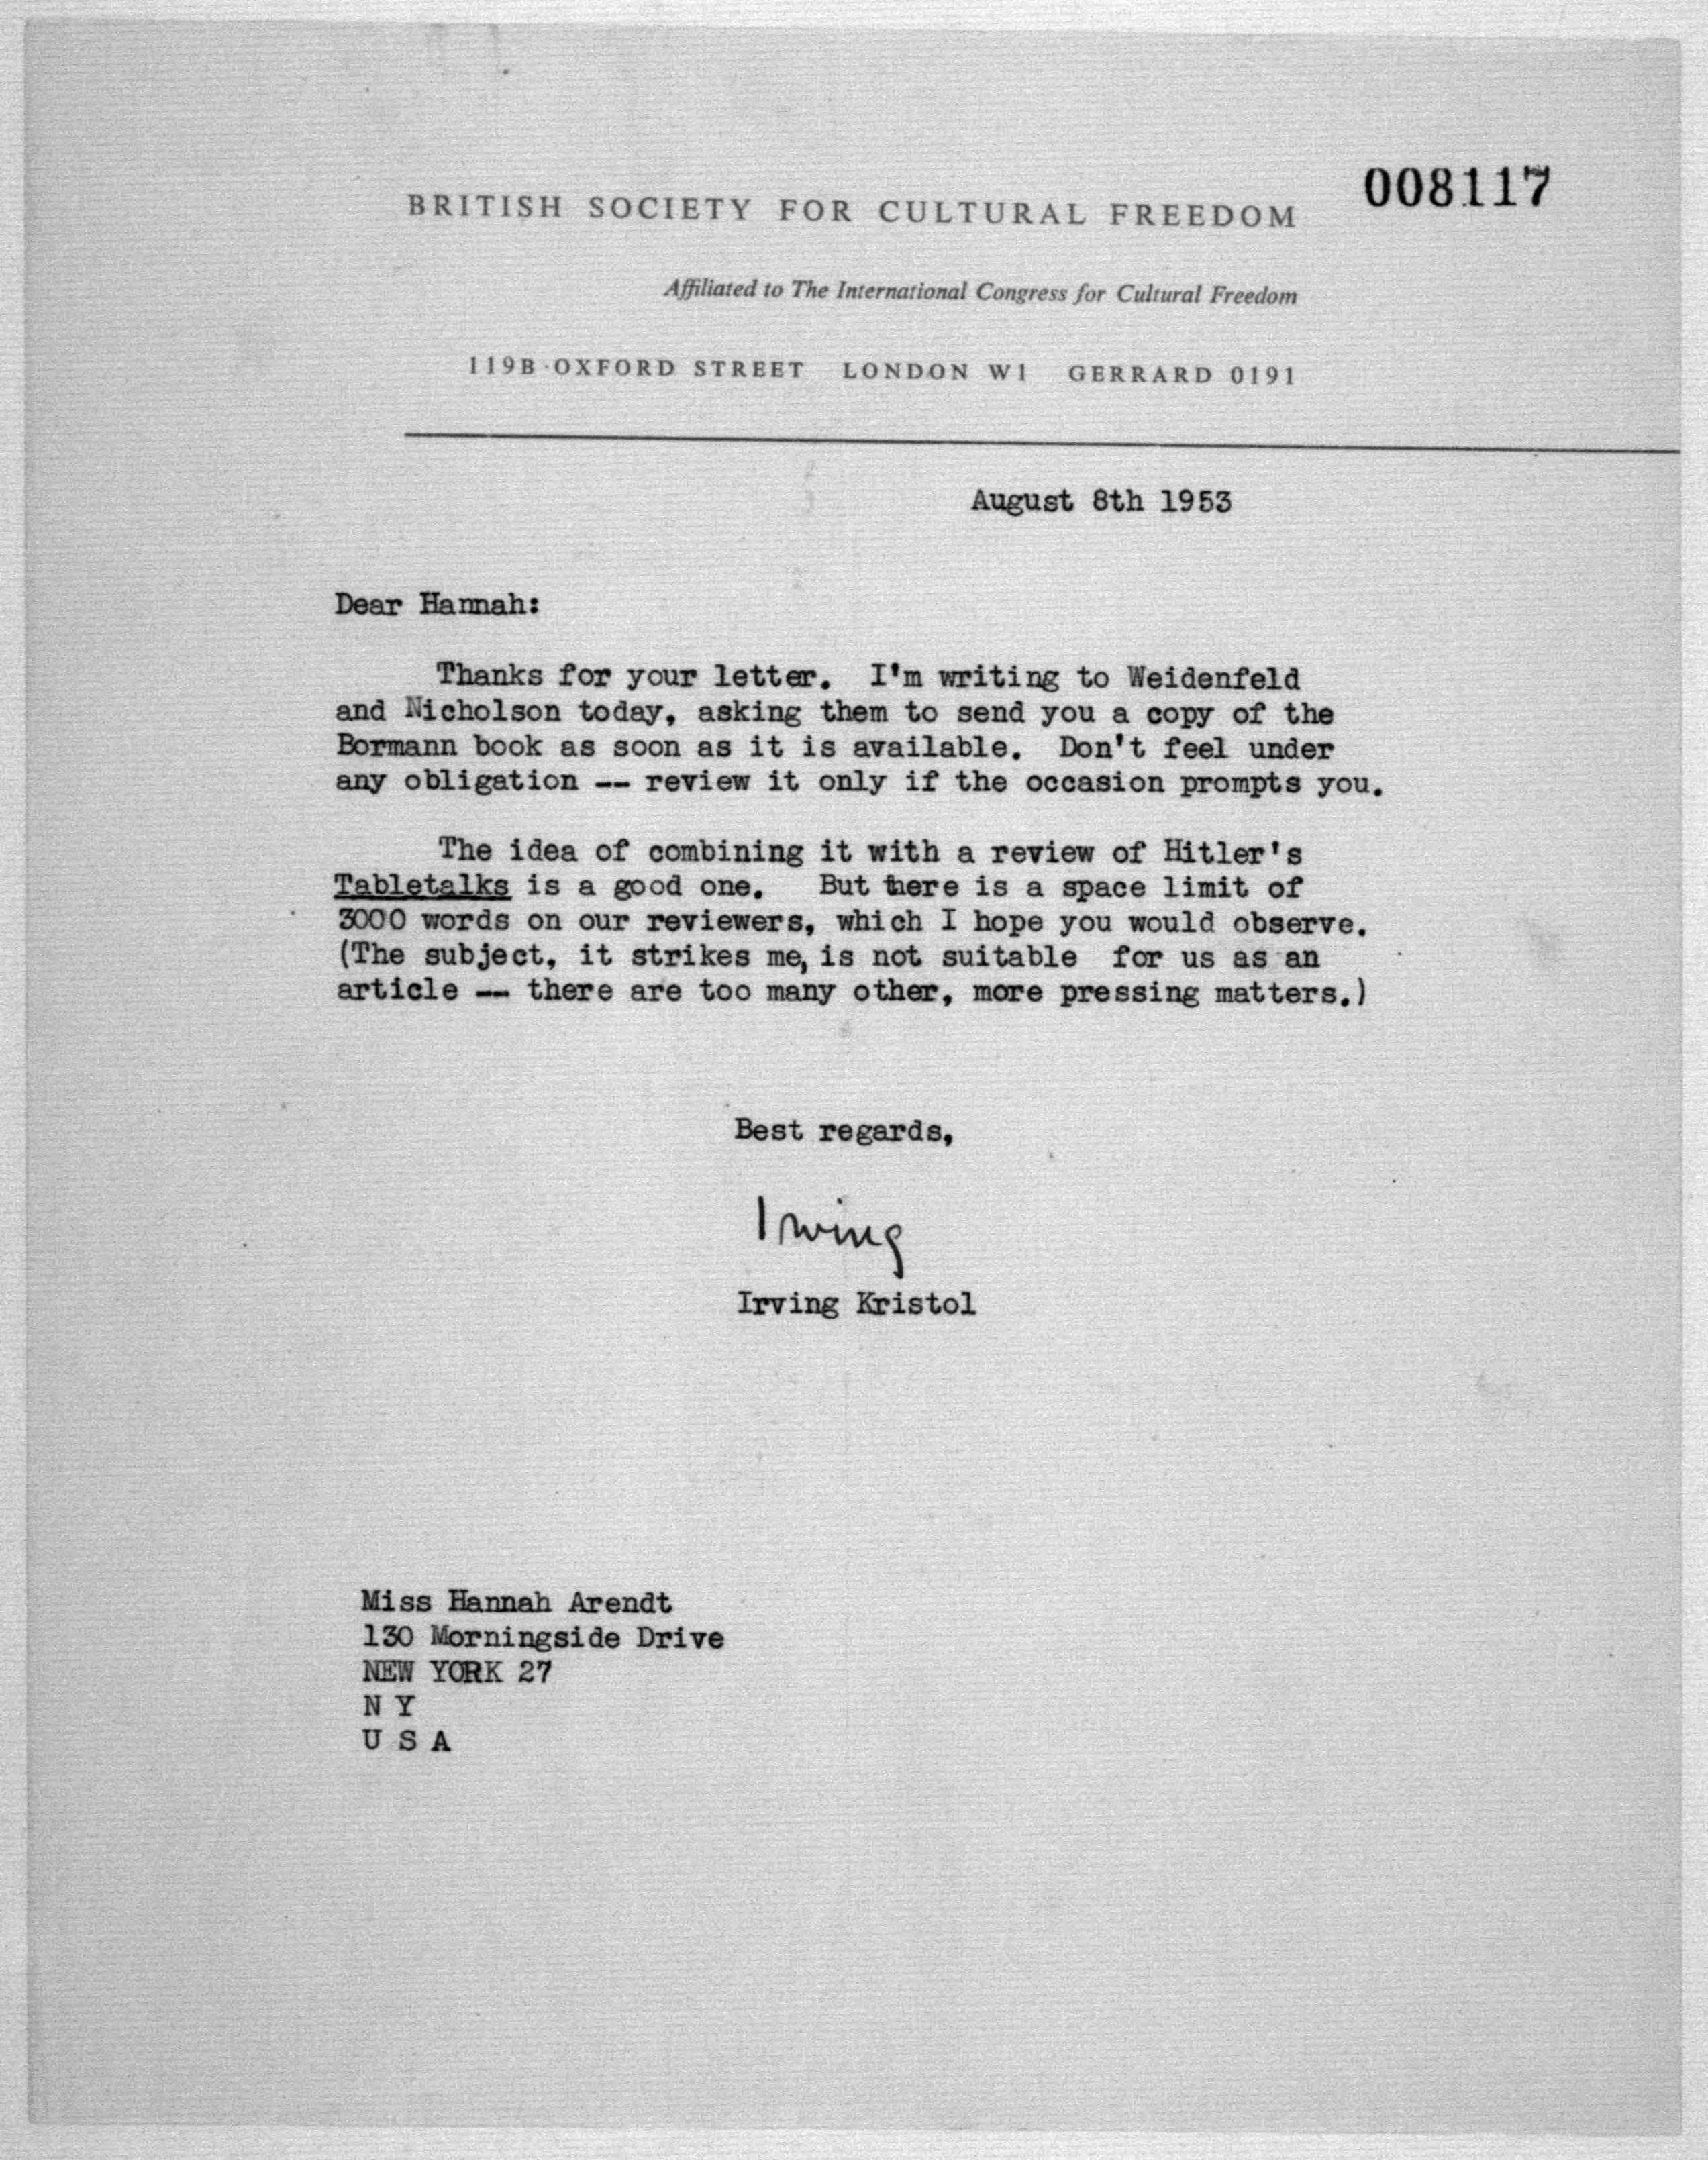 008117
BRITISH SOCIETY FOR CULTURAL FREEDOM
Affiliated to The International Congress for Cultural Freedom
119B·OXFORD STREET LONDON W1 GERRARD 0191
August 8th 1953
Dear Hannah:
Thanks for your letter. I'm writing to Weidenfeld
and Nicholson today, asking them to send you a copy of the
Bormann book as soon as it is available. Don't feel under
any obligation -- review it only if the occasion prompts you.
The idea of combining it with a review of Hitler's
Tabletalks is a good one. But there is a space limit of
3000 words on our reviewers, which I hope you would observe.
(The subject, it strikes me, is not suitable for us as an
article -- there are too many other, more pressing matters.)
Best regards,
Irving
Irving Kristol
Miss Hannah Arendt
130 Morningside Drive
NEW YORK 27
N Y
U S A